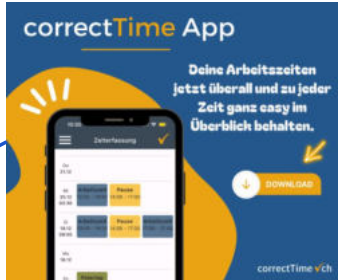 correctTime App
Deine Arbeitszeiten
jetzt überall und zu jeder
Zeit ganz easy im
Überblick behalten.
Zeiterfassung
Pause
Pause
DOWNLOAD
correctTime ch